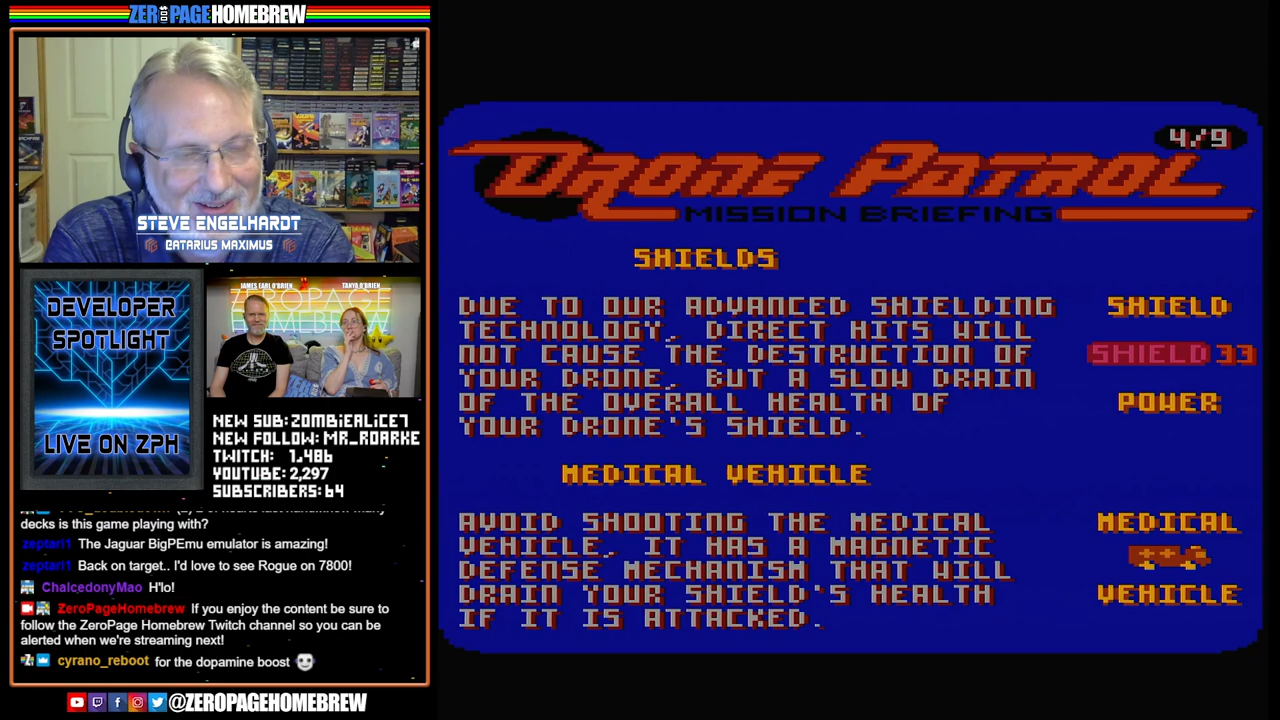 ZEROPAGEHOMEBREW
STEVE ENGELHARDT
@ATARIUS MAXIMUS
DEVELOPER
SPOTLIGHT
LIVE ON ZPH
JAMES EARL O'BRIEN
TANYA O'BRIEN
ZEROPAGE
HOMEBREW
NEW SUB: ZOMBIEALICE7
NEW FOLLOW: MR_ROARKE
TWITCH: 1,486
YOUTUBE: 2,297
SUBSCRIBERS: 64
decks is this game playing with?
zeptari1 The Jaguar BigPEmu emulator is amazing!
zeptari1 Back on target.. I'd love to see Rogue on 7800!
ChalcedonyMao H'lo!
ZeroPageHomebrew If you enjoy the content be sure to
follow the ZeroPage Homebrew Twitch channel so you can be
alerted when we're streaming next!
cyrano_reboot for the dopamine boost
@ZEROPAGEHOMEBREW
4/9
DRONE PATROL
MISSION BRIEFING
SHIELDS
DUE TO OUR ADVANCED SHIELDING
TECHNOLOGY, DIRECT HITS WILL
NOT CAUSE THE DESTRUCTION OF
YOUR DRONE, BUT A SLOW DRAIN
OF THE OVERALL HEALTH OF
YOUR DRONE'S SHIELD.
SHIELD
SHIELD 33
POWER
MEDICAL VEHICLE
AVOID SHOOTING THE MEDICAL
VEHICLE, IT HAS A MAGNETIC
DEFENSE MECHANISM THAT WILL
DRAIN YOUR SHIELD'S HEALTH
IF IT IS ATTACKED.
MEDICAL
VEHICLE